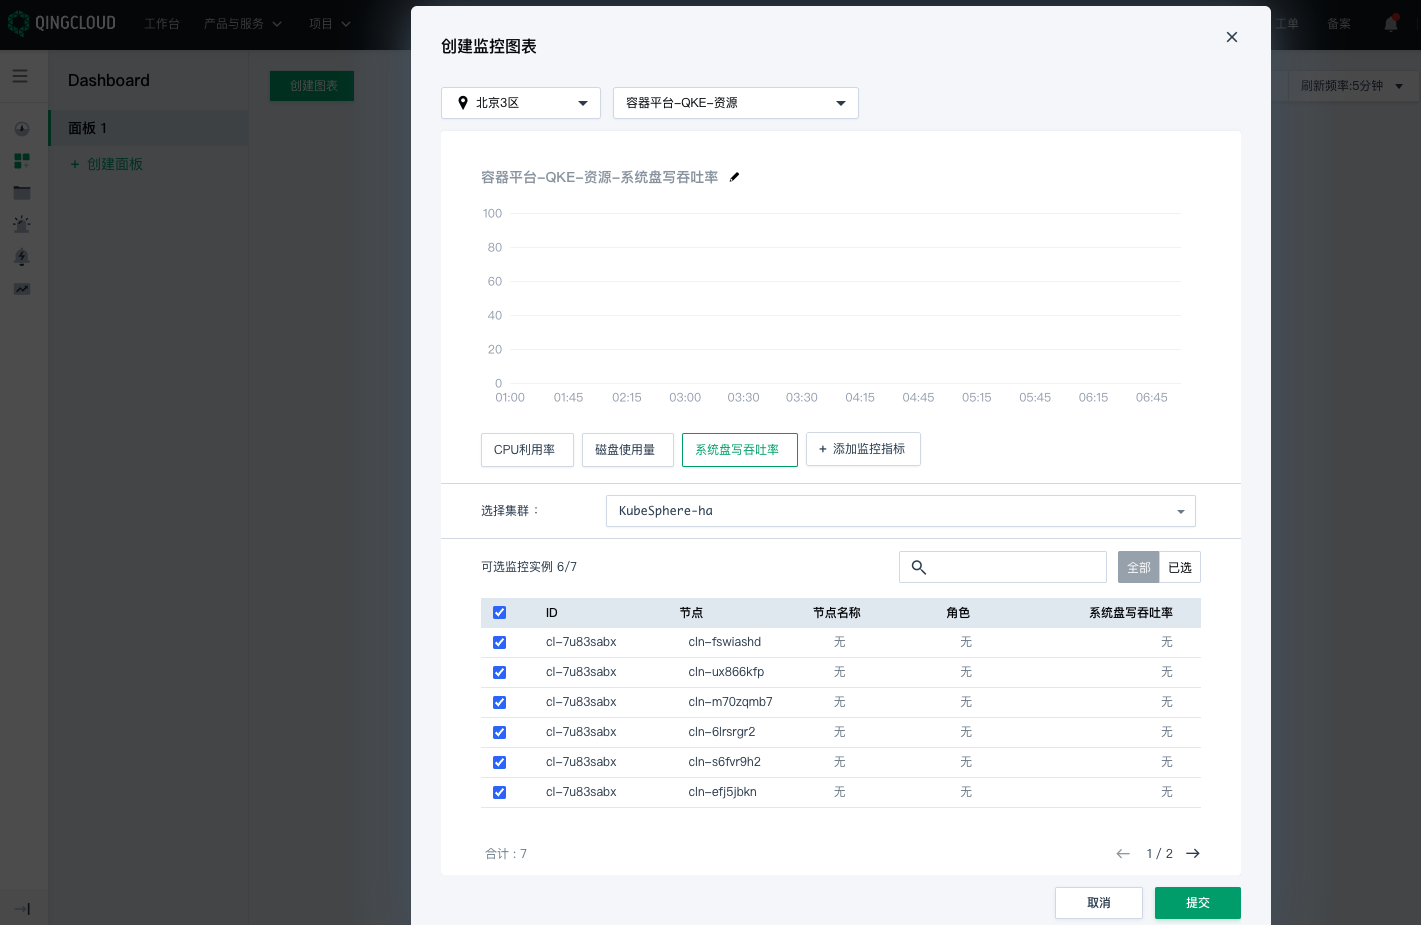 QINGCLOUD 工作台 产品与服务 项目 工单 备案
创建监控图表
Dashboard
创建图表
刷新频率:5分钟
北京3区 容器平台-QKE-资源
面板 1
+ 创建面板
容器平台-QKE-资源-系统盘写吞吐率
100
80
60
40
20
0
01:00 01:45 02:15 03:00 03:30 03:30 04:15 04:45 05:15 05:45 06:15 06:45
CPU利用率 磁盘使用量 系统盘写吞吐率 + 添加监控指标
选择集群： KubeSphere-ha
可选监控实例 6/7 全部 已选
ID 节点 节点名称 角色 系统盘写吞吐率
cl-7u83sabx cln-fswiashd 无 无 无
cl-7u83sabx cln-ux866kfp 无 无 无
cl-7u83sabx cln-m70zqmb7 无 无 无
cl-7u83sabx cln-6lrsrgr2 无 无 无
cl-7u83sabx cln-s6fvr9h2 无 无 无
cl-7u83sabx cln-efj5jbkn 无 无 无
合计 : 7 1 / 2
取消 提交